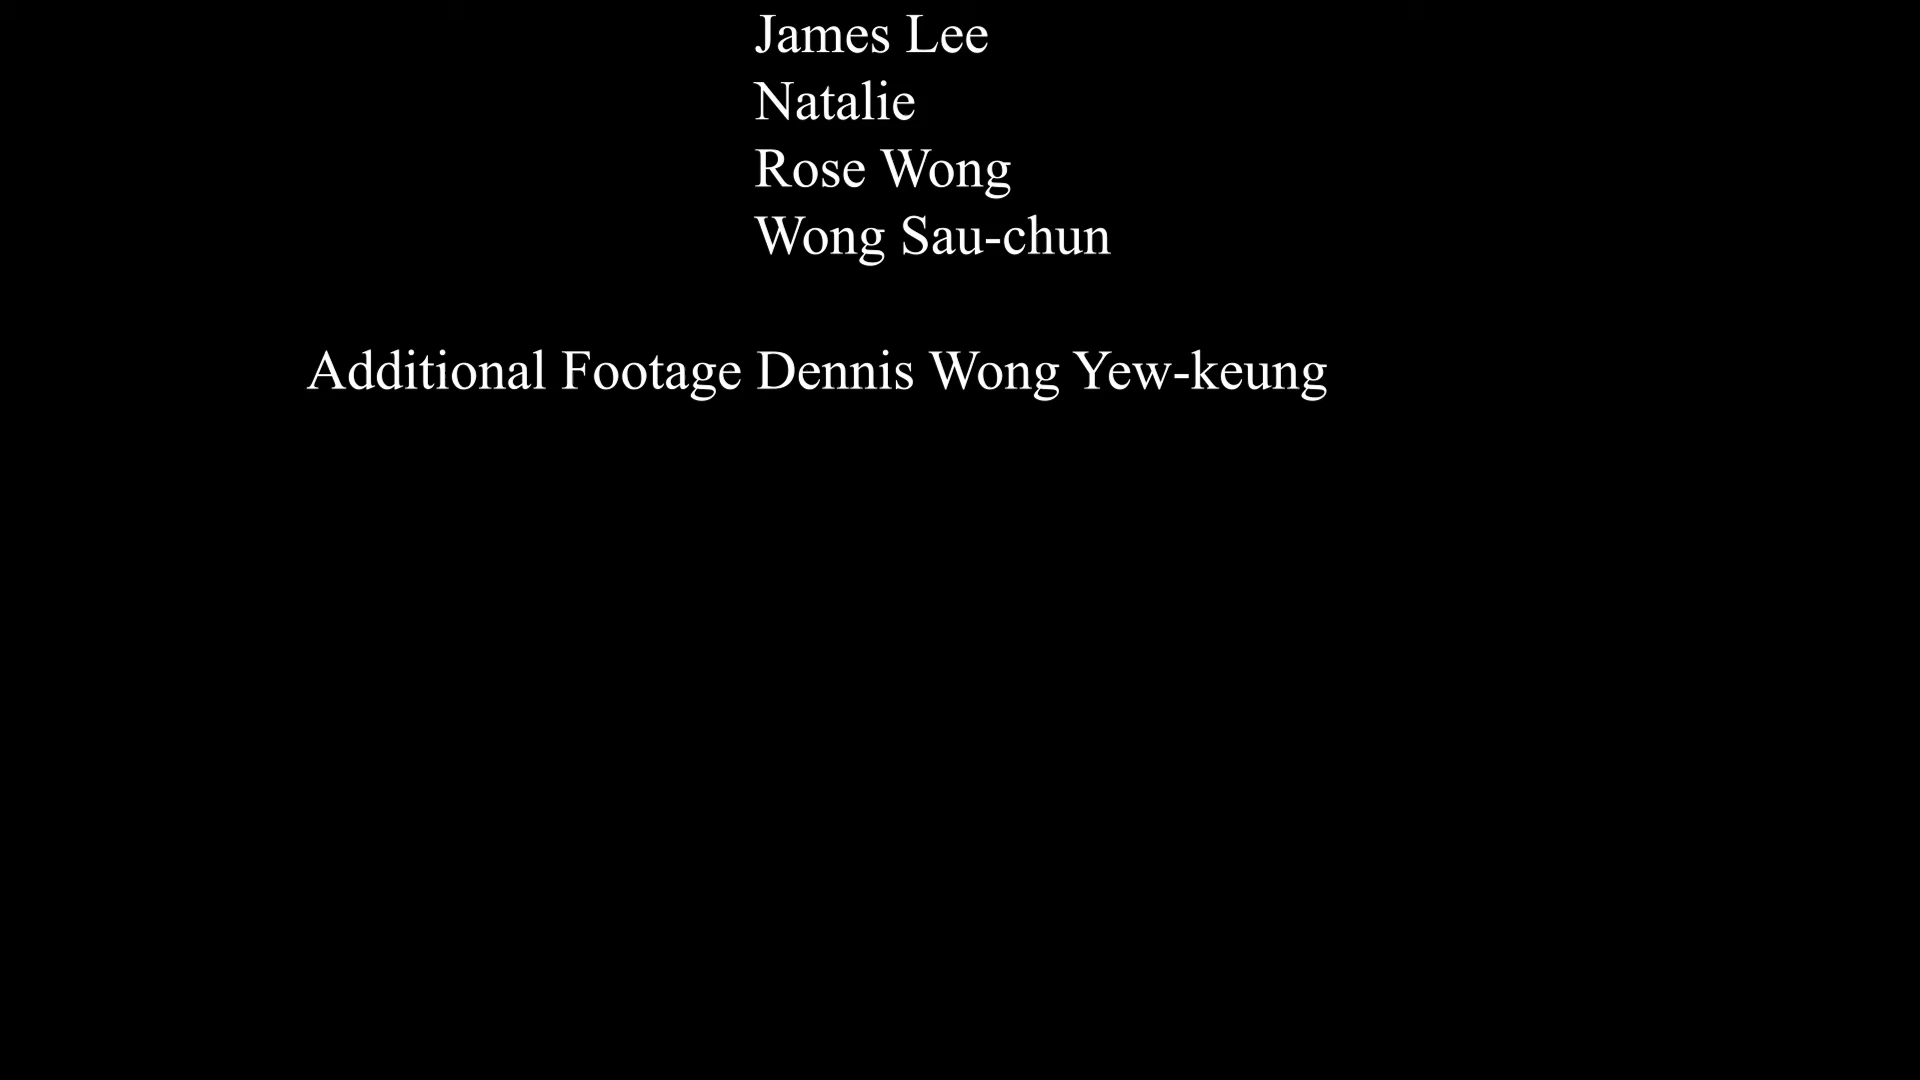 James Lee
Natalie
Rose Wong
Wong Sau-chun
Additional Footage Dennis Wong Yew-keung